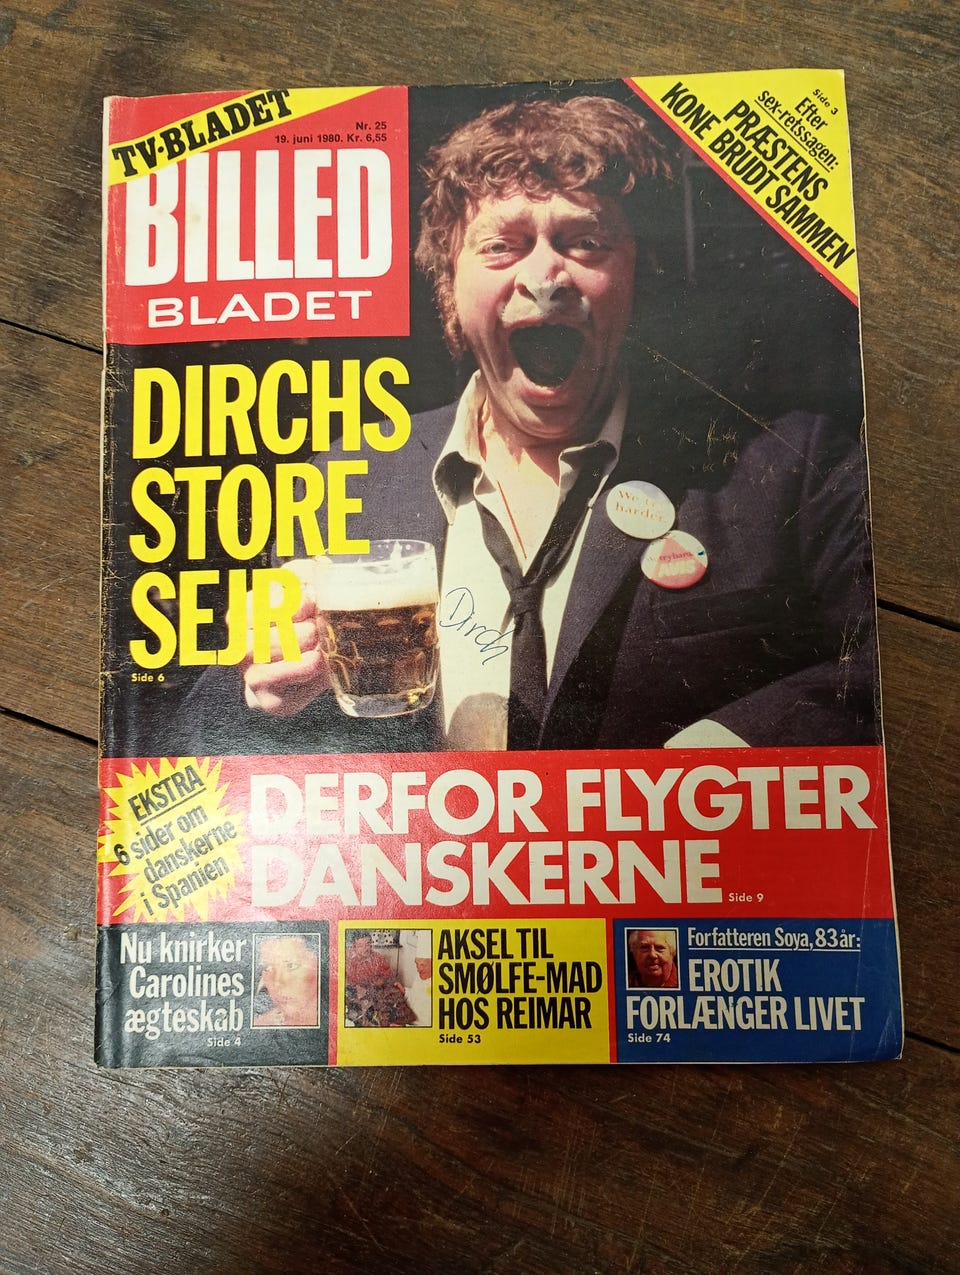 TV-BLADET
Nr. 25
19. juni 1980. Kr. 6,55
BILLED
BLADET
Side 3
Efter
sex-retssagen:
PRÆSTENS
KONE BRUDT SAMMEN
DIRCHS
STORE
SEJR
Side 6
We
harder.
Dirch
EKSTRA
6 sider om
danskerne
i Spanien
DERFOR FLYGTER
DANSKERNE
Side 9
Nu knirker
Carolines
ægteskab
Side 4
AKSEL TIL
SMØLFE-MAD
HOS REIMAR
Side 53
Forfatteren Soya, 83 år:
EROTIK
FORLÆNGER LIVET
Side 74